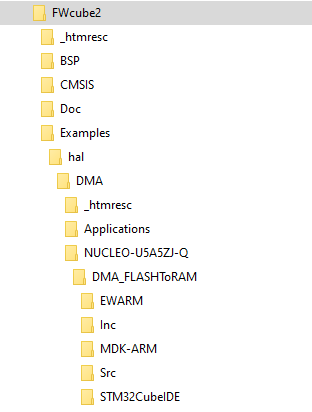 FWcube2
_htmresc
BSP
CMSIS
Doc
Examples
hal
DMA
_htmresc
Applications
NUCLEO-U5A5ZJ-Q
DMA_FLASHToRAM
EWARM
Inc
MDK-ARM
Src
STM32CubeIDE